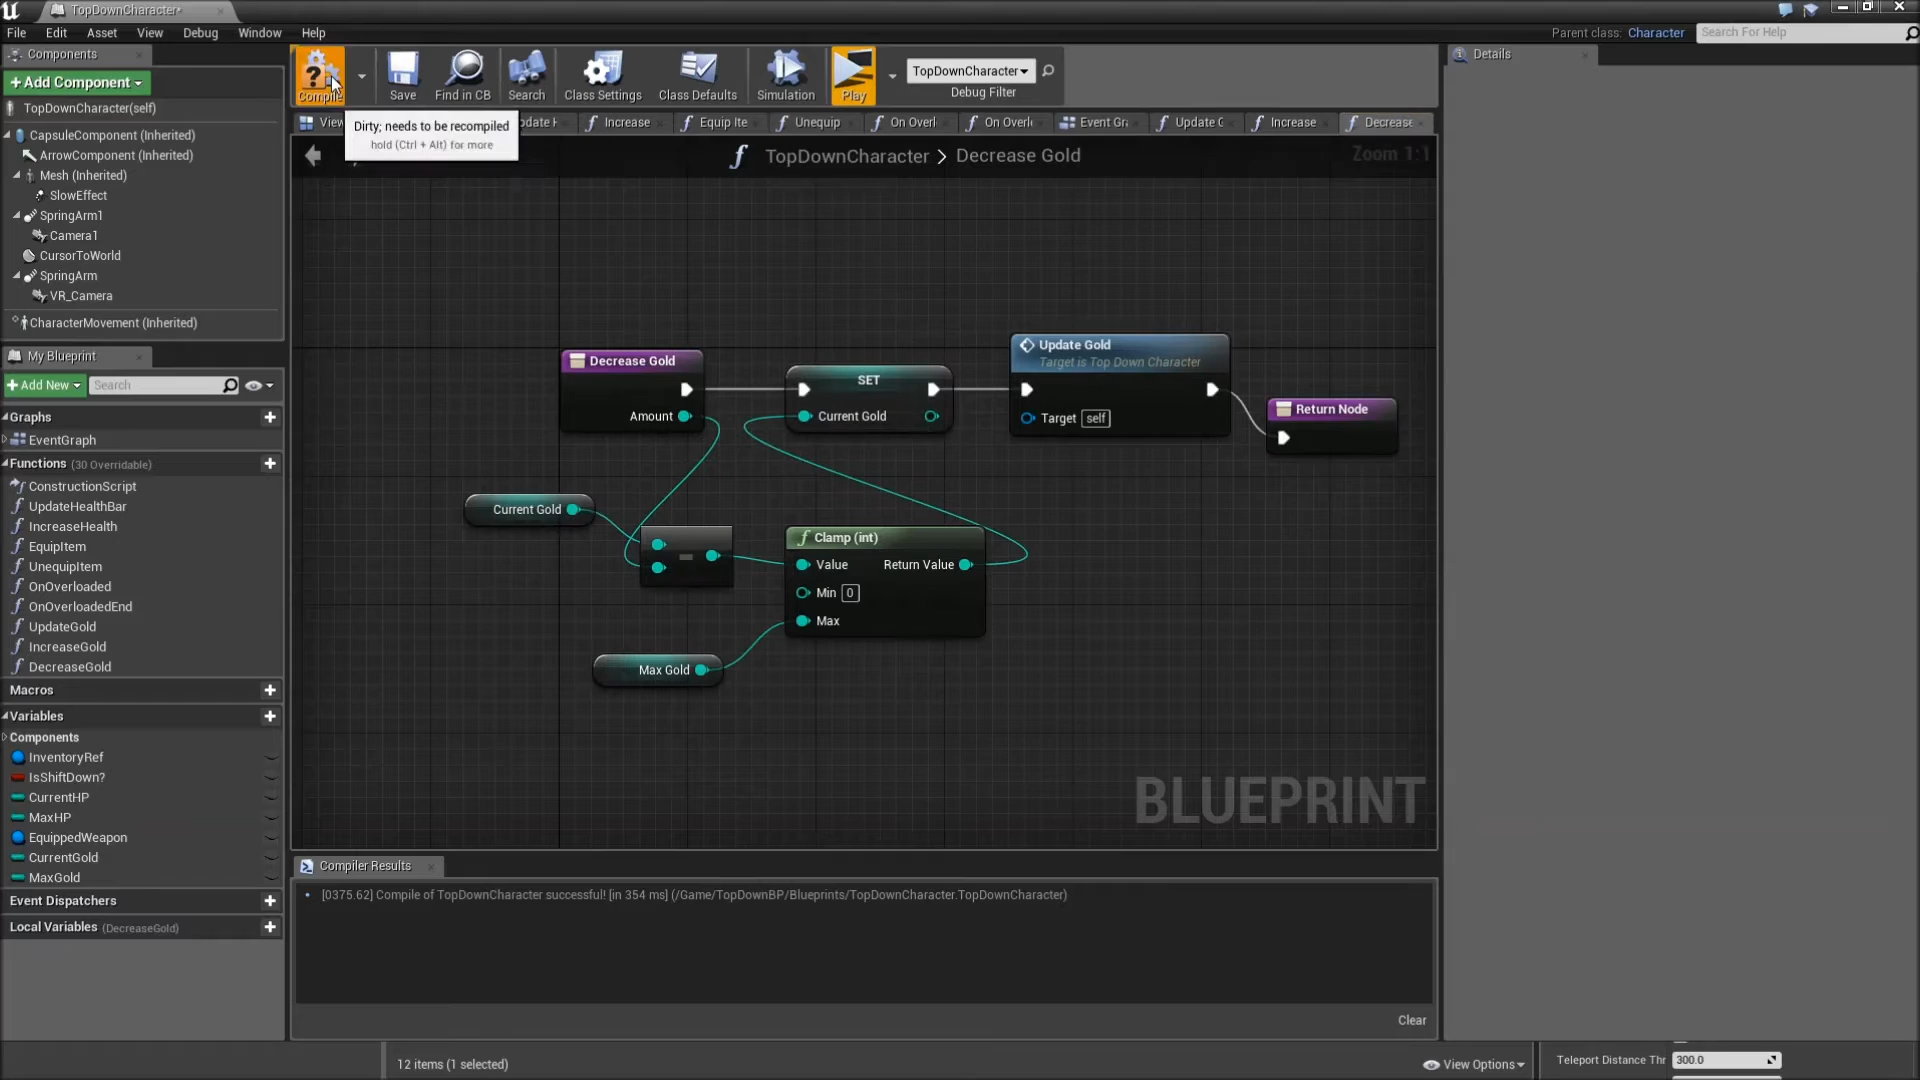 TopDownCharacter*
File Edit Asset View Debug Window Help
Parent class: Character
Search For Help
Components
+Add Component
TopDownCharacter(self)
CapsuleComponent (Inherited)
ArrowComponent (Inherited)
Mesh (Inherited)
SlowEffect
SpringArm1
Camera1
CursorToWorld
SpringArm
VR_Camera
CharacterMovement (Inherited)
My Blueprint
+Add New
Search
Graphs
EventGraph
Functions (30 Overridable)
ConstructionScript
UpdateHealthBar
IncreaseHealth
EquipItem
UnequipItem
OnOverloaded
OnOverloadedEnd
UpdateGold
IncreaseGold
DecreaseGold
Macros
Variables
Components
InventoryRef
IsShiftDown?
CurrentHP
MaxHP
EquippedWeapon
CurrentGold
MaxGold
Event Dispatchers
Local Variables (DecreaseGold)
Compile
Save
Find in CB
Search
Class Settings
Class Defaults
Simulation
Play
TopDownCharacter
Debug Filter
Dirty; needs to be recompiled
hold (Ctrl + Alt) for more
View
pdate H
Increase
Equip Ite
Unequip
On Overl
On Overl
Event Gr
Update G
Increase
Decrease
TopDownCharacter > Decrease Gold
Zoom 1:1
Decrease Gold
Amount
SET
Current Gold
Update Gold
Target is Top Down Character
Target self
Return Node
Current Gold
Clamp (int)
Value
Return Value
Min 0
Max
Max Gold
BLUEPRINT
Compiler Results
[0375.62] Compile of TopDownCharacter successful! [in 354 ms] (/Game/TopDownBP/Blueprints/TopDownCharacter.TopDownCharacter)
Clear
12 items (1 selected)
View Options
Details
Teleport Distance Thr 300.0